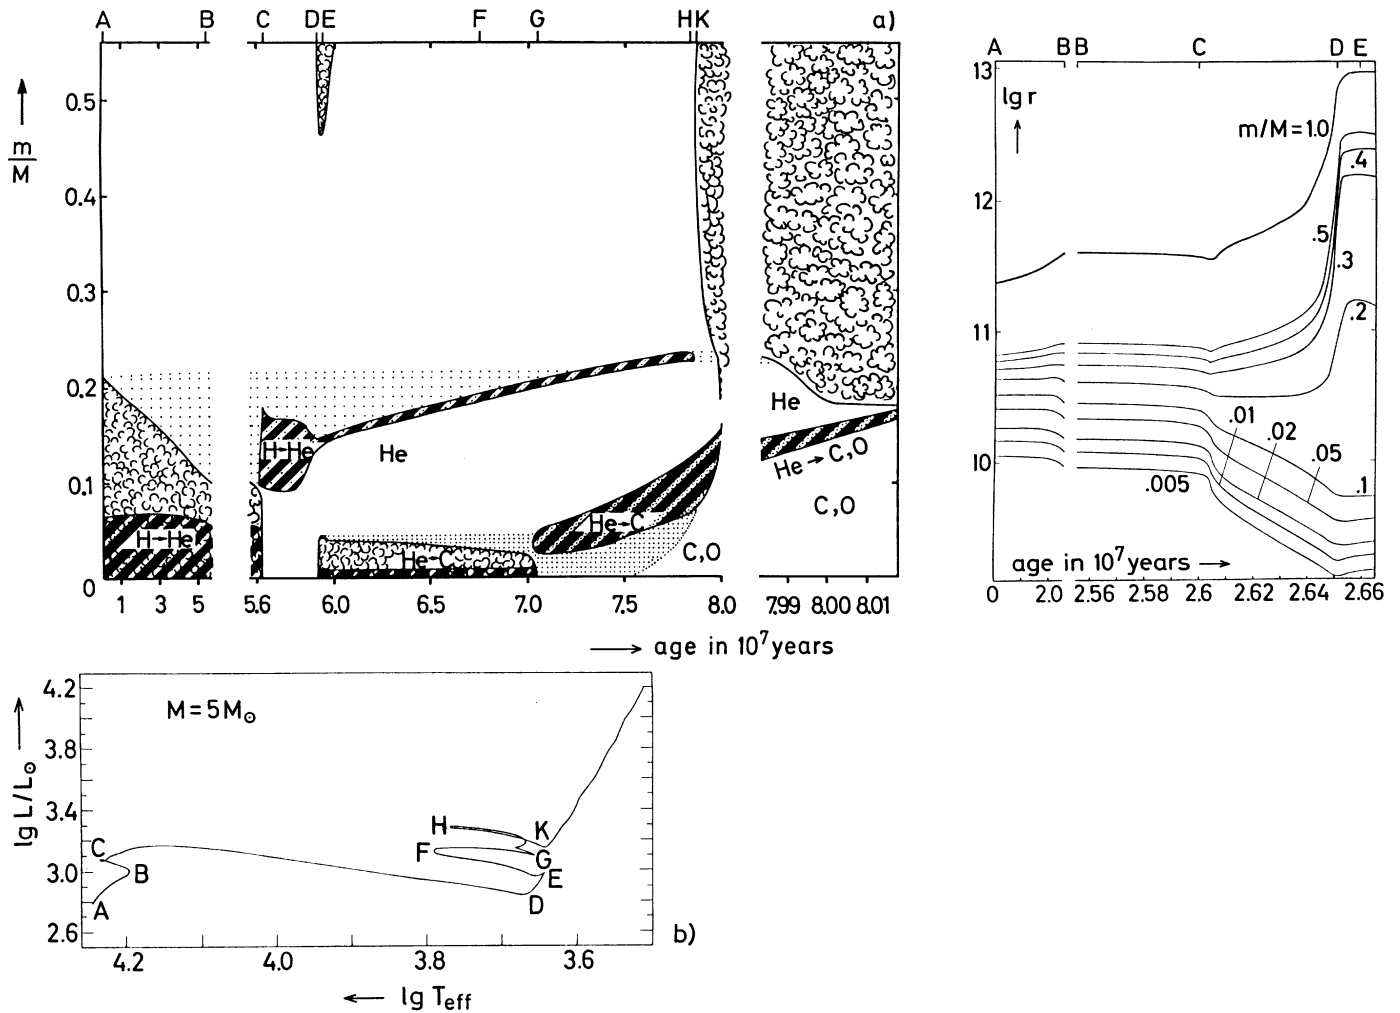 A B C D E F G H K a)
0.5
m
M
0.4
0.3
0.2
0.1
0
H→He
H→He
He
He→C
He→C
C,O
He
He→C,O
C,O
1 3 5 5.6 6.0 6.5 7.0 7.5 8.0 7.99 8.00 8.01
age in 10⁷ years
A B B C D E
13
lg r
m/M = 1.0
.4
12
.5
.3
.2
11
.01
.02
.05
10
.005
.1
age in 10⁷ years
0 2.0 2.56 2.58 2.6 2.62 2.64 2.66
4.2
M = 5 M☉
3.8
lg L/L☉
3.4
H K
C F G
3.0
B E
A D
2.6
b)
4.2 4.0 3.8 3.6
lg Teff